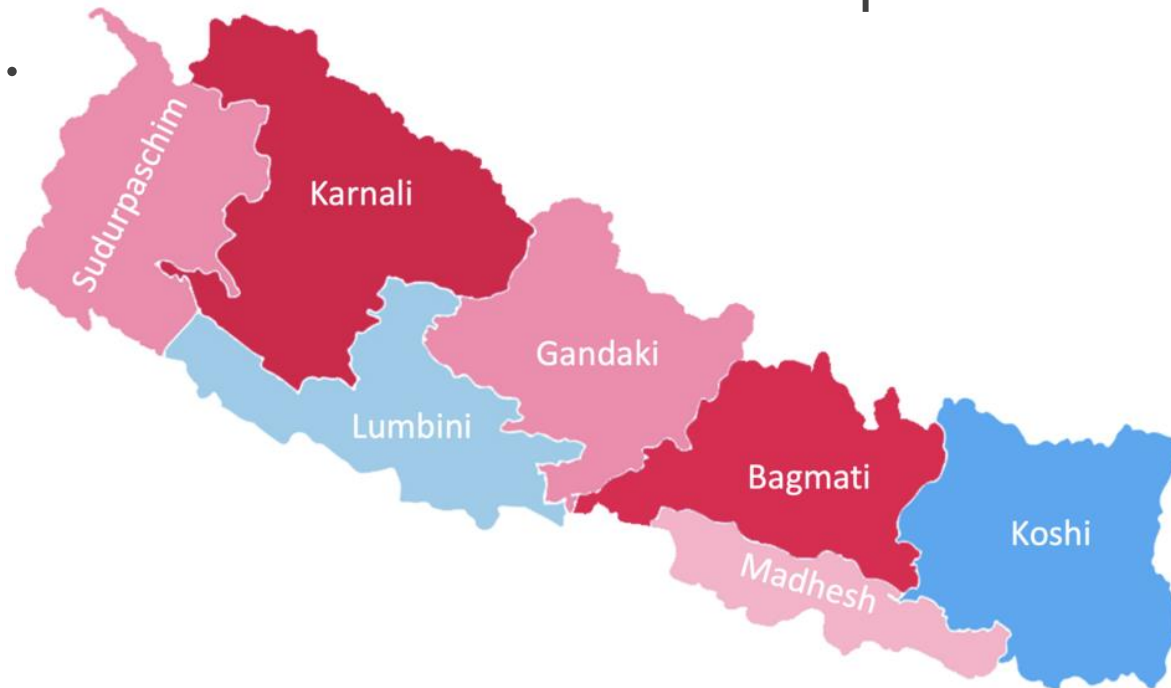 •
Sudurpaschim
Karnali
Gandaki
Lumbini
Bagmati
Koshi
Madhesh